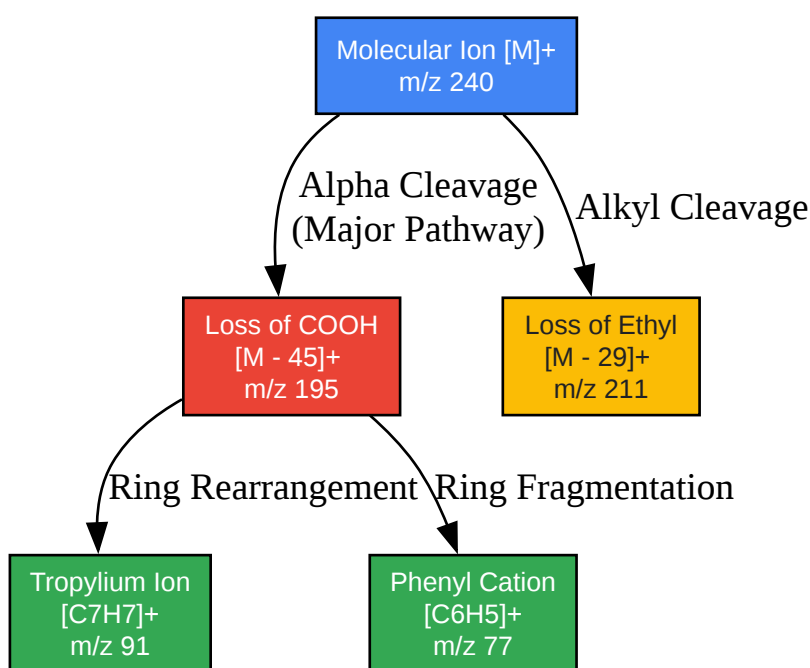 Molecular Ion [M]+
m/z 240
Alpha Cleavage
(Major Pathway)
Alkyl Cleavage
Loss of COOH
[M - 45]+
m/z 195
Loss of Ethyl
[M - 29]+
m/z 211
Ring Rearrangement
Ring Fragmentation
Tropylium Ion
[C7H7]+
m/z 91
Phenyl Cation
[C6H5]+
m/z 77